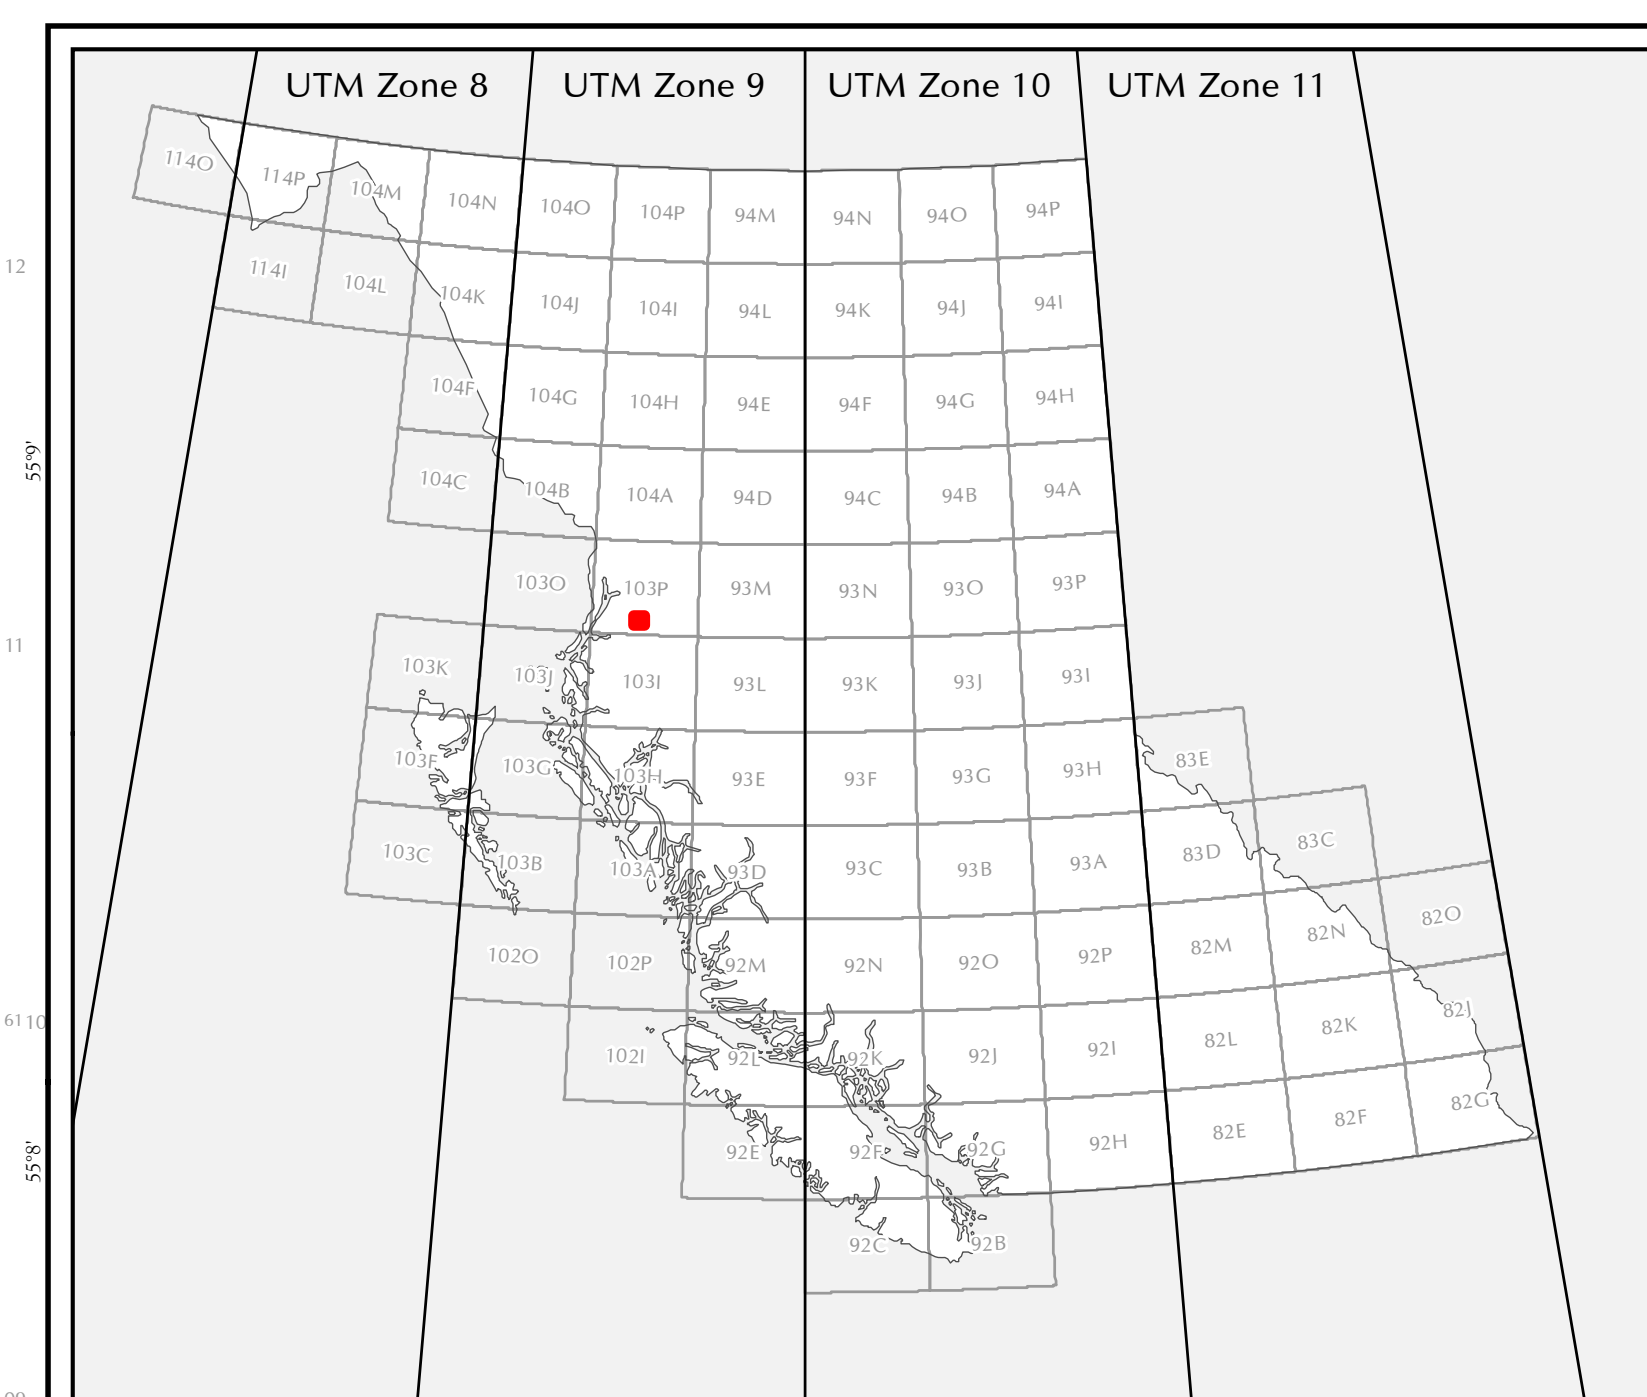 UTM Zone 8 UTM Zone 9 UTM Zone 10 UTM Zone 11
114O 114P 104M 104N 104O 104P 94M 94N 94O 94P
12
114I 104L 104K 104J 104I 94L 94K 94J 94I
104F 104G 104H 94E 94F 94G 94H
55°9'
104C 104B 104A 94D 94C 94B 94A
103O 103P 93M 93N 93O 93P
11
103K 103J 103I 93L 93K 93J 93I
103F 103G 103H 93E 93F 93G 93H 83E
103C 103B 103A 93D 93C 93B 93A 83D 83C
102O 102P 92M 92N 92O 92P 82M 82N 82O
6110
102I 92L 92K 92J 92I 82L 82K 82J
55°8'
92E 92F 92G 92H 82E 82F 82G
92C 92B